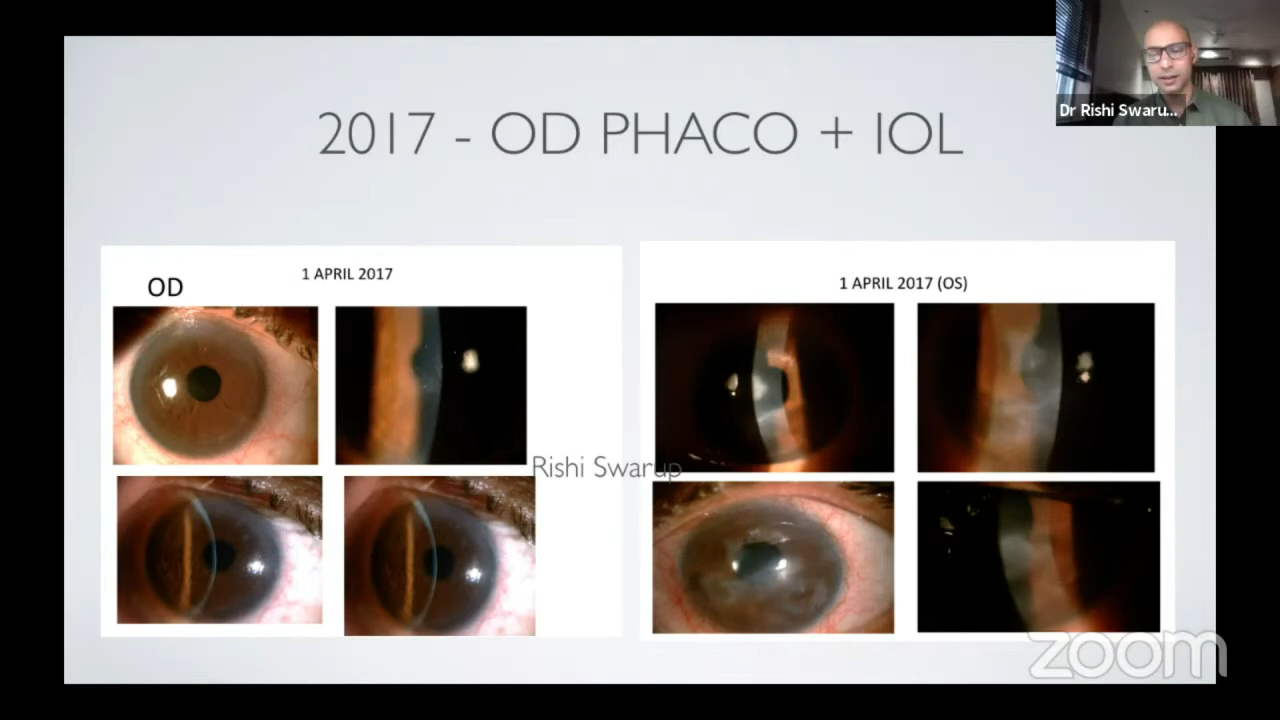 Dr Rishi Swaru...
2017 - OD PHACO + IOL
1 APRIL 2017
OD
1 APRIL 2017 (OS)
Rishi Swarup
zoom